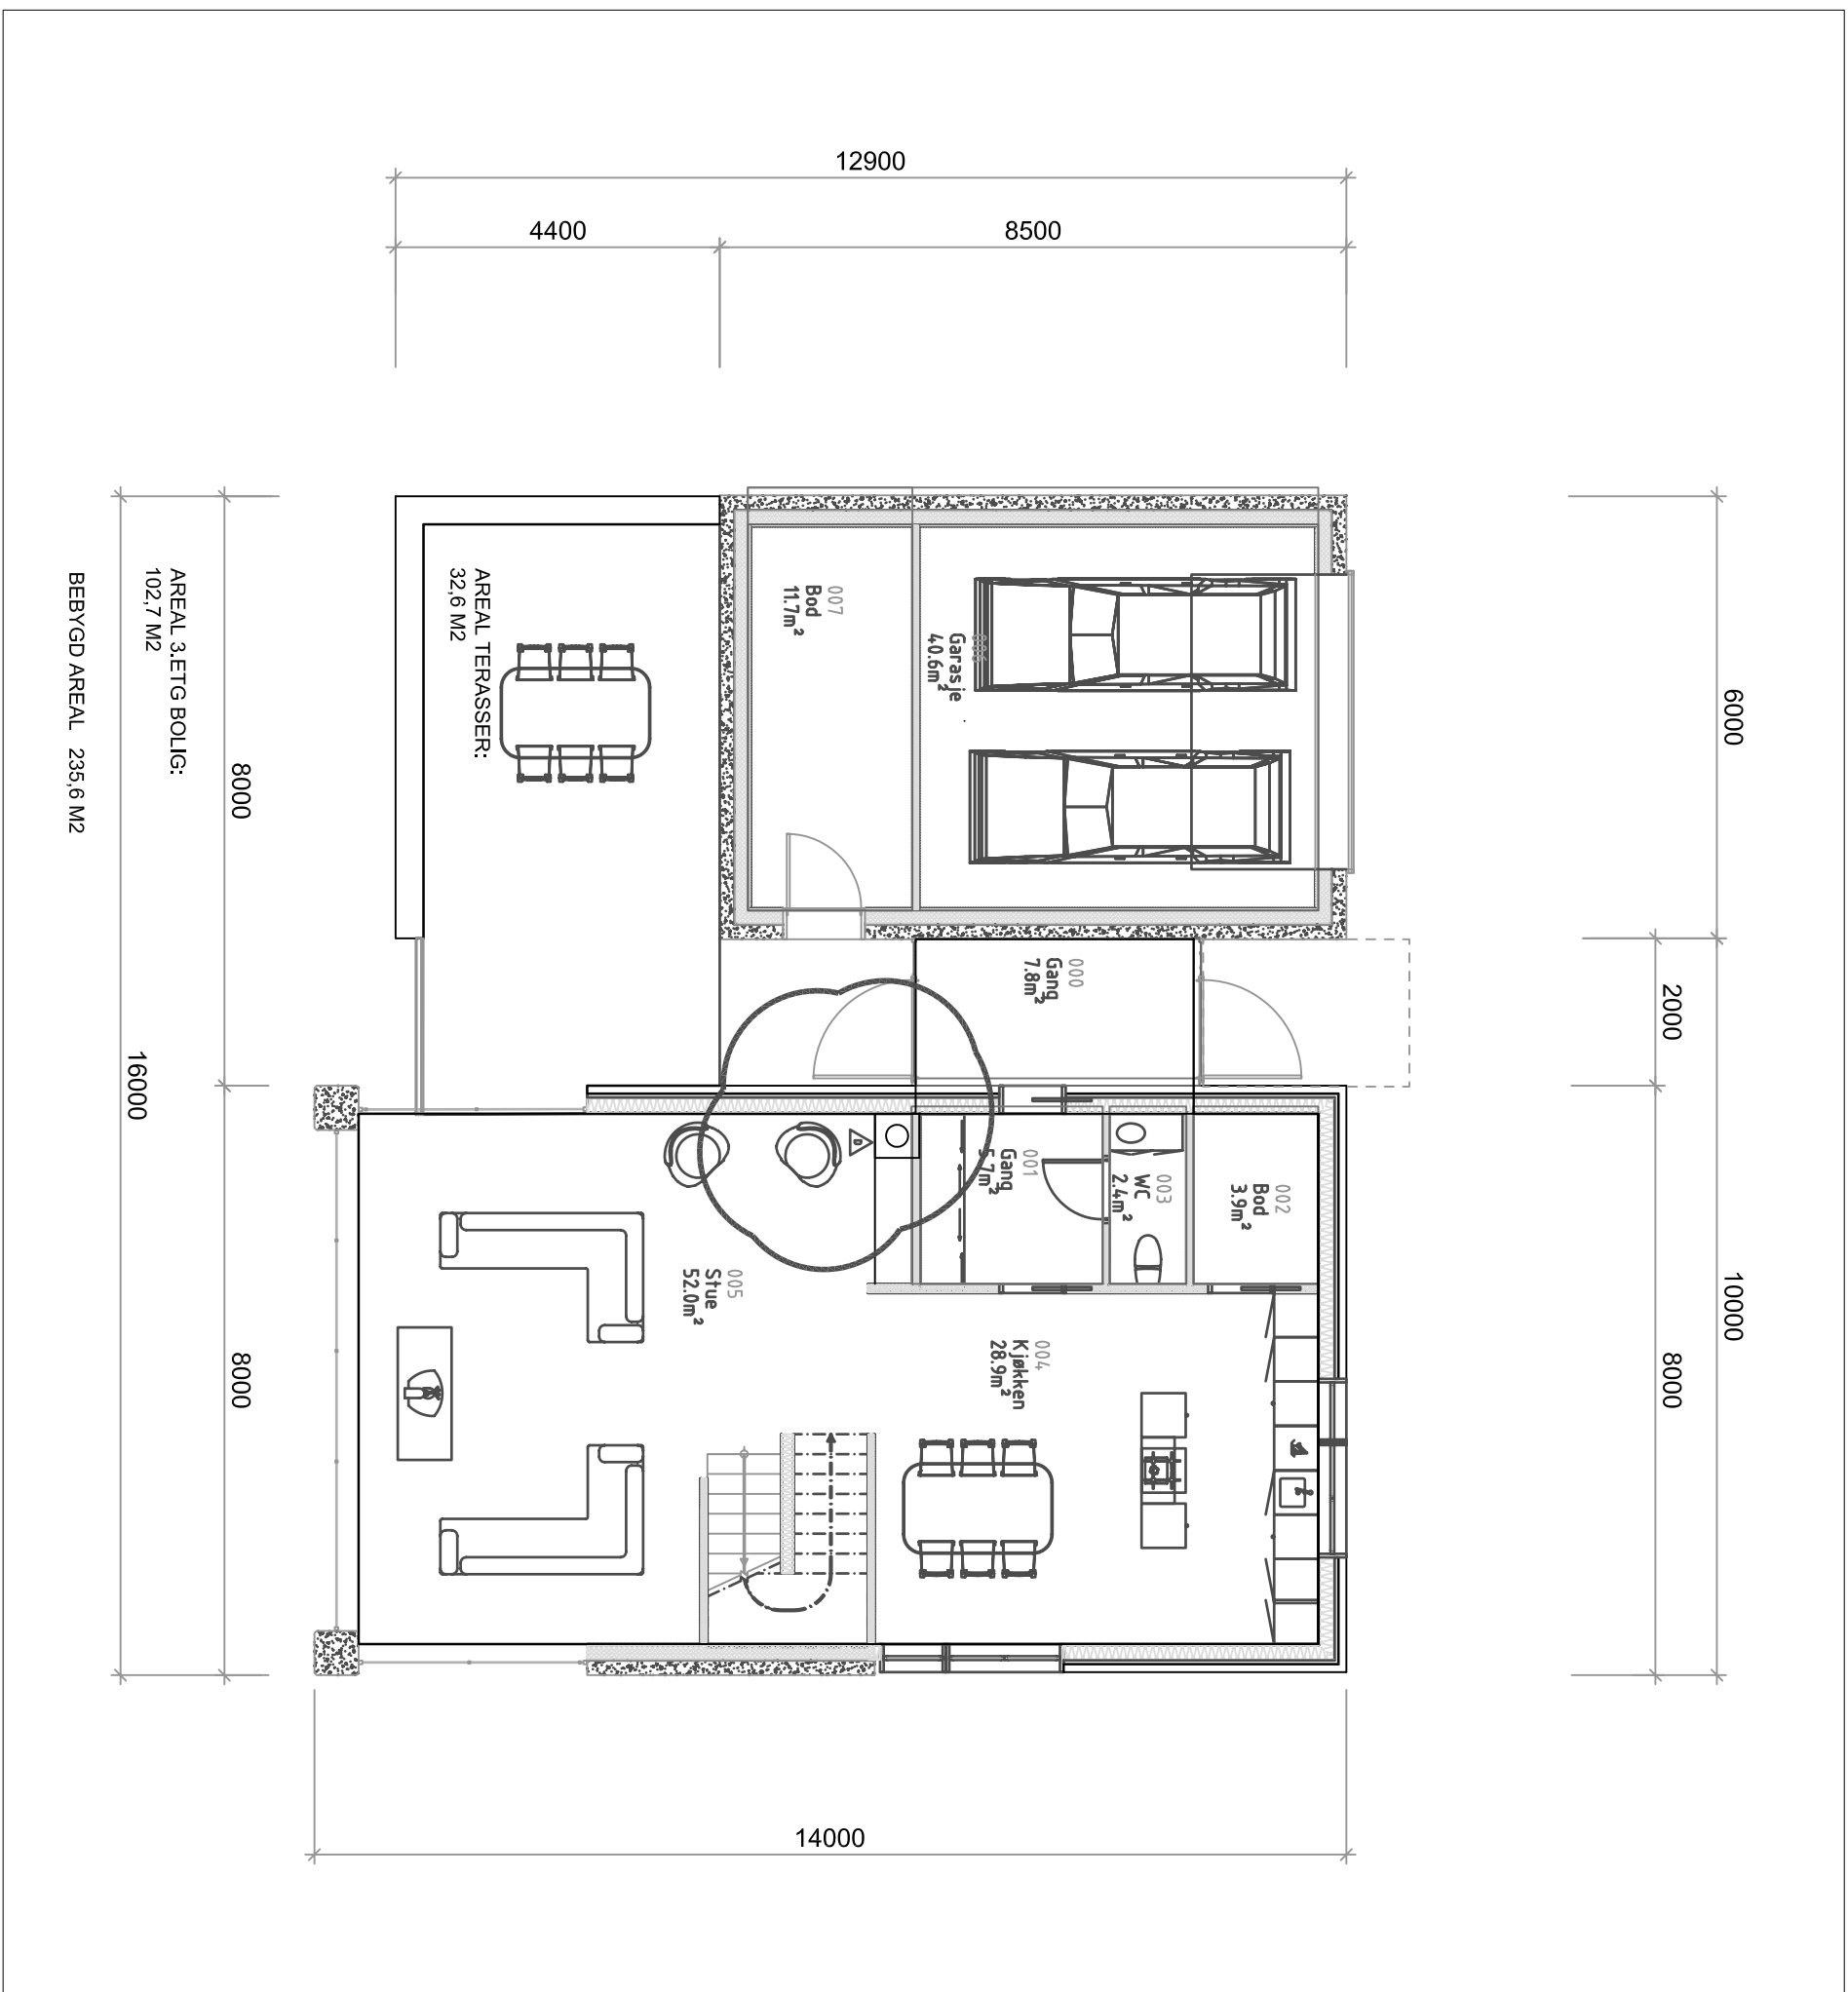 12900
4400
8500
6000
2000
10000
8000
007
Bod
11.7m²
006
Garasje
40.6m²
AREAL TERASSER:
32,6 M2
000
Gang
7.8m²
001
Gang
5.7m²
003
WC
2.4m²
002
Bod
3.9m²
005
Stue
52.0m²
004
Kjøkken
28.9m²
D
8000
8000
16000
AREAL 3.ETG BOLIG:
102,7 M2
BEBYGD AREAL 235,6 M2
14000